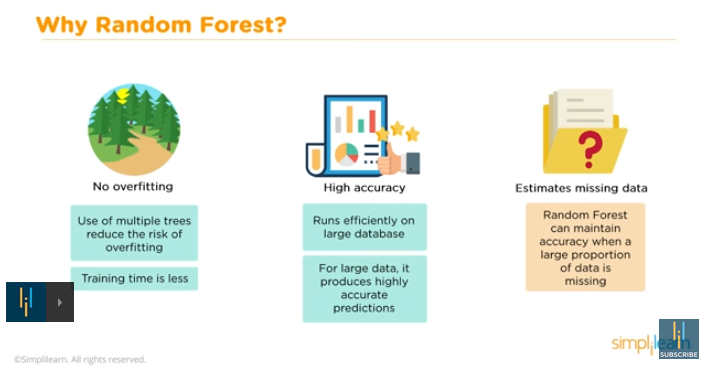 Why Random Forest?
No overfitting
Use of multiple trees
reduce the risk of
overfitting
Training time is less
High accuracy
Runs efficiently on
large database
For large data, it
produces highly
accurate
predictions
Estimates missing data
Random Forest
can maintain
accuracy when a
large proportion
of data is
missing
©Simplilearn. All rights reserved.
simplilearn
SUBSCRIBE